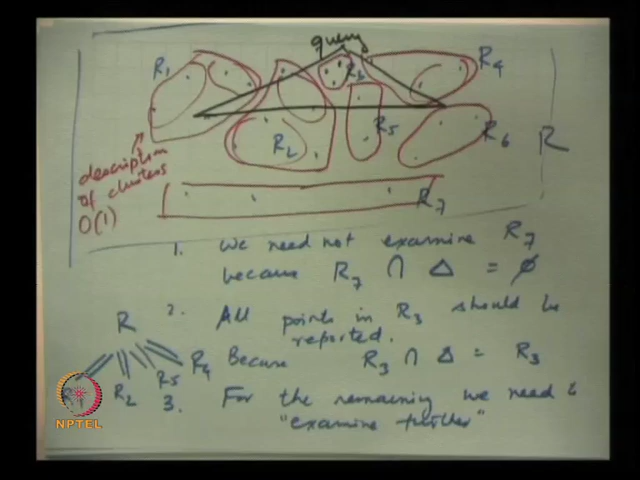 query
R1
R3
R4
R2
R5
R6
R
R7
description
of clusters
O(1)
1. We need not examine R7
because R7 ∩ Δ = ∅
2. All points in R3 should be
reported.
Because R3 ∩ Δ = R3
3. For the remaining we need to
"examine further"
R
R2
R5
R4
NPTEL